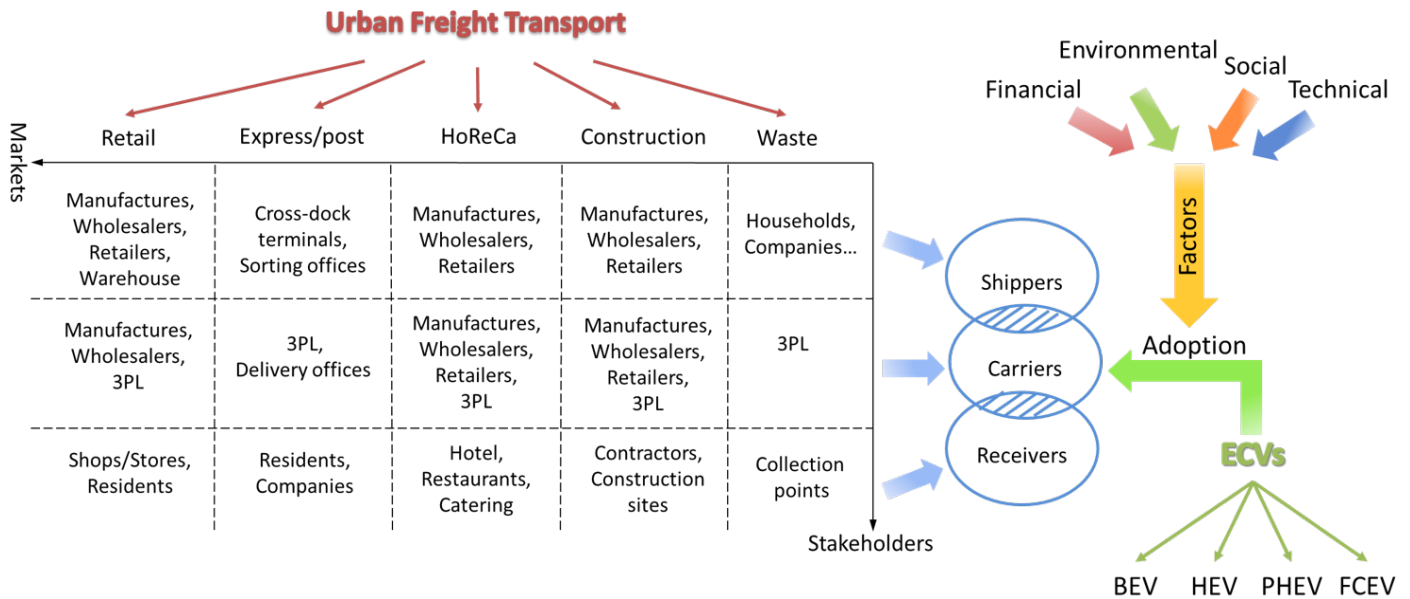 Urban Freight Transport
Environmental
Social
Financial
Technical
Markets
Retail
Express/post
HoReCa
Construction
Waste
Manufactures,
Wholesalers,
Retailers,
Warehouse
Cross-dock
terminals,
Sorting offices
Manufactures,
Wholesalers,
Retailers
Manufactures,
Wholesalers,
Retailers
Households,
Companies...
Manufactures,
Wholesalers,
3PL
3PL,
Delivery offices
Manufactures,
Wholesalers,
Retailers,
3PL
Manufactures,
Wholesalers,
Retailers,
3PL
3PL
Shops/Stores,
Residents
Residents,
Companies
Hotel,
Restaurants,
Catering
Contractors,
Construction
sites
Collection
points
Stakeholders
Shippers
Carriers
Receivers
Factors
Adoption
ECVs
BEV
HEV
PHEV
FCEV